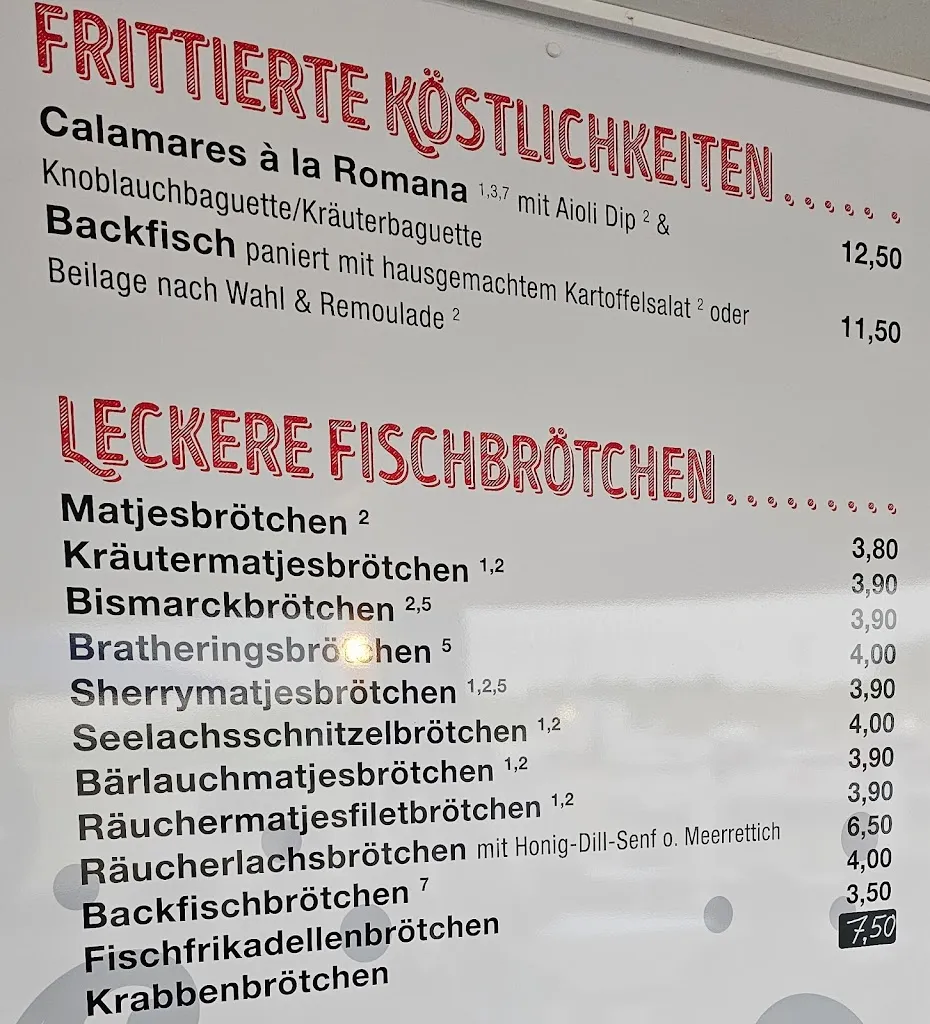 FRITTIERTE KÖSTLICHKEITEN ......
Calamares à la Romana 1,3,7 mit Aioli Dip 2 &
Knoblauchbaguette/Kräuterbaguette 12,50
Backfisch paniert mit hausgemachtem Kartoffelsalat 2 oder
Beilage nach Wahl & Remoulade 2 11,50
LECKERE FISCHBRÖTCHEN .........
Matjesbrötchen 2 3,80
Kräutermatjesbrötchen 1,2 3,90
Bismarckbrötchen 2,5 3,90
Bratheringsbrötchen 5 4,00
Sherrymatjesbrötchen 1,2,5 3,90
Seelachsschnitzelbrötchen 1,2 4,00
Bärlauchmatjesbrötchen 1,2 3,90
Räuchermatjesfiletbrötchen 1,2 3,90
Räucherlachsbrötchen mit Honig-Dill-Senf o. Meerrettich 6,50
Backfischbrötchen 7 4,00
Fischfrikadellenbrötchen 3,50
Krabbenbrötchen 7,50